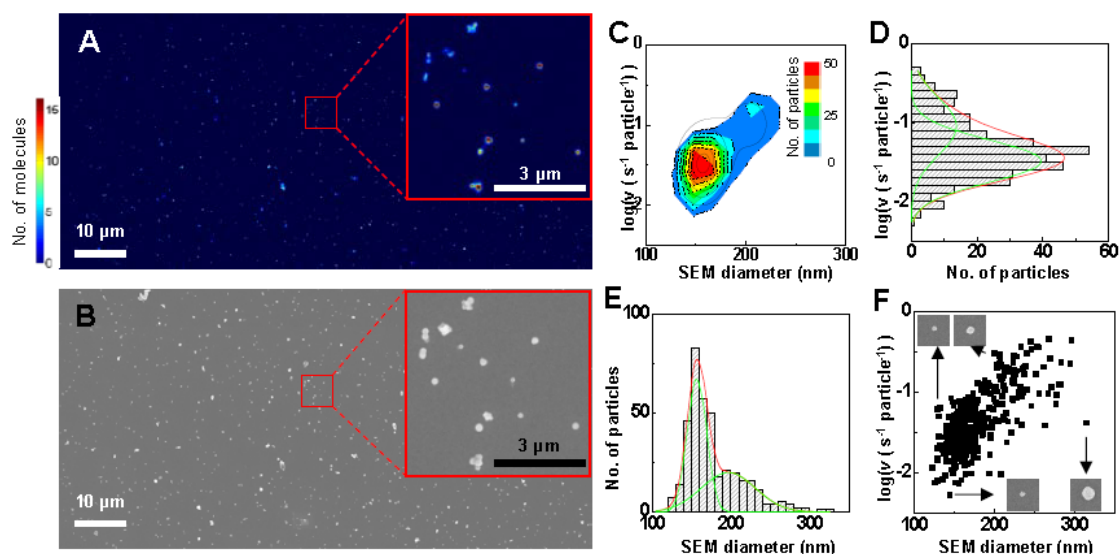 A
No. of molecules
15
10
5
0
10 µm
3 µm
B
10 µm
3 µm
C
-0
-1
-2
log(v ( s⁻¹ particle⁻¹) )
100
200
300
SEM diameter (nm)
No. of particles
50
25
0
D
-0
-1
-2
log(v ( s⁻¹ particle⁻¹) )
0
20
40
60
No. of particles
E
100
50
0
No. of particles
100
200
300
SEM diameter (nm)
F
-0
-1
-2
log(v ( s⁻¹ particle⁻¹) )
100
200
300
SEM diameter (nm)